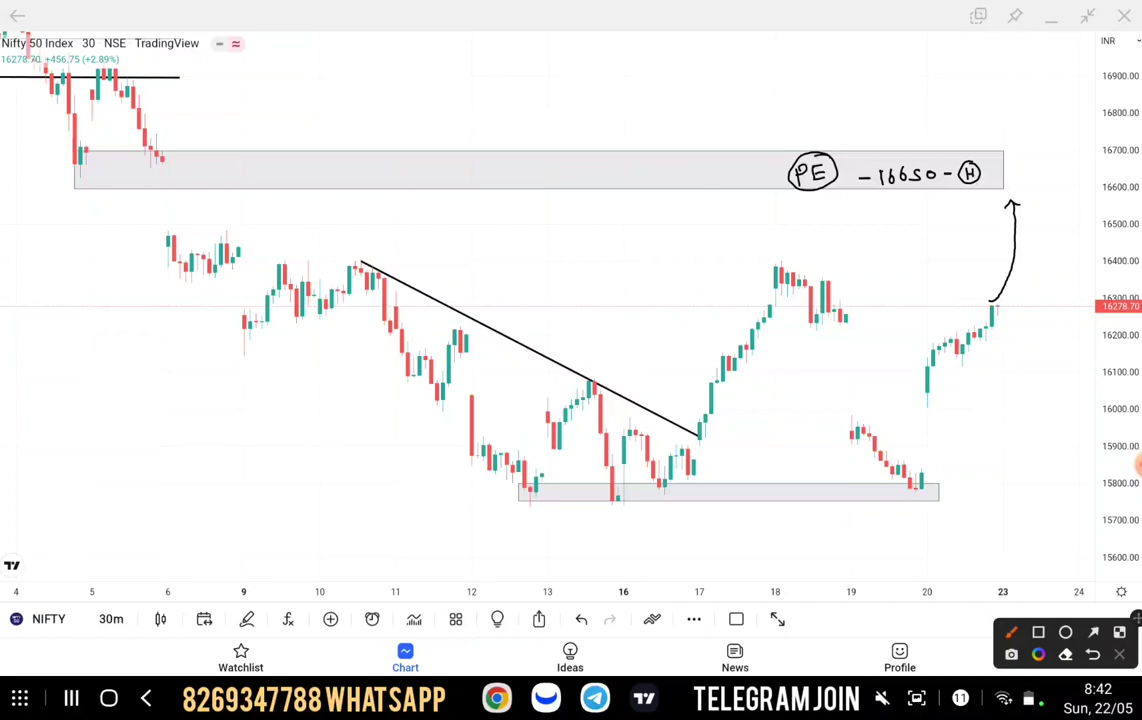 Nifty 50 Index 30 NSE TradingView
16278.70 +456.75 (+2.89%)
INR
16900.00
16800.00
16700.00
16600.00
16500.00
16400.00
16300.00
16278.70
16200.00
16100.00
16000.00
15900.00
15800.00
15700.00
15600.00
PE -16650-H
4 5 6 9 10 11 12 13 16 17 18 19 20 23 24
NIFTY 30m
Watchlist Chart Ideas News Profile
8269347788 WHATSAPP TELEGRAM JOIN 11 8:42
Sun, 22/05